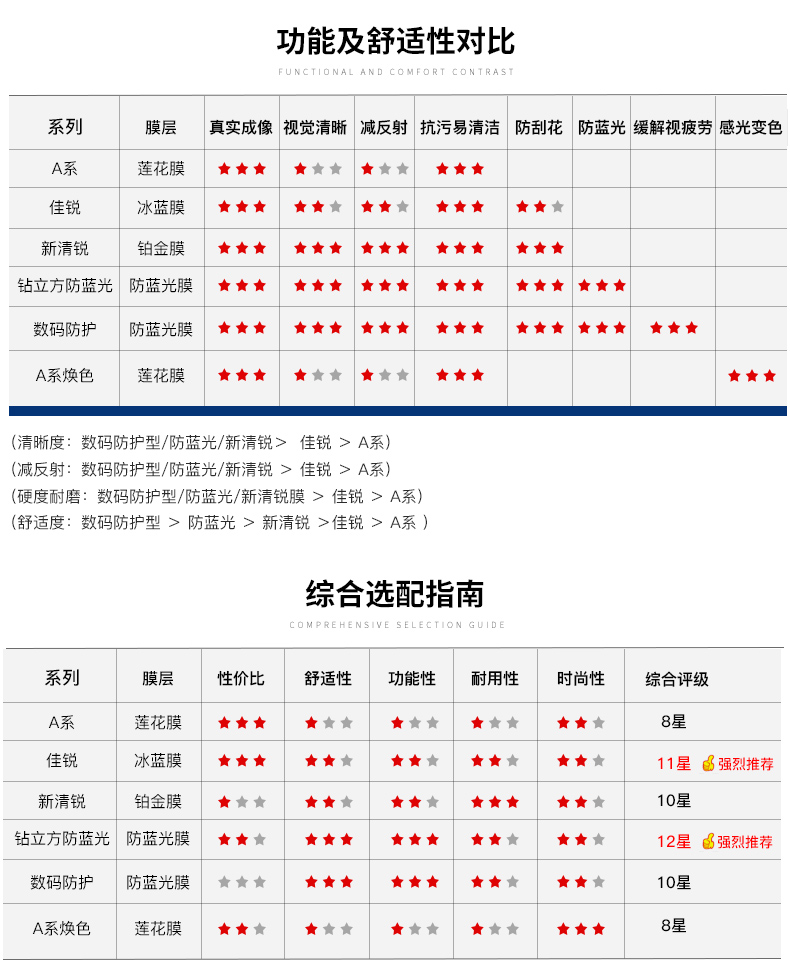 功能及舒适性对比
FUNCTIONAL AND COMFORT CONTRAST
系列 膜层 真实成像 视觉清晰 减反射 抗污易清洁 防刮花 防蓝光 缓解视疲劳 感光变色
A系 莲花膜
佳锐 冰蓝膜
新清锐 铂金膜
钻立方防蓝光 防蓝光膜
数码防护 防蓝光膜
A系焕色 莲花膜
(清晰度：数码防护型/防蓝光/新清锐＞ 佳锐 ＞ A系)
(减反射：数码防护型/防蓝光/新清锐 ＞ 佳锐 ＞ A系)
(硬度耐磨：数码防护型/防蓝光/新清锐膜 ＞ 佳锐 ＞ A系)
(舒适度：数码防护型 ＞ 防蓝光 ＞ 新清锐 ＞佳锐 ＞ A系 )
综合选配指南
COMPREHENSIVE SELECTION GUIDE
系列 膜层 性价比 舒适性 功能性 耐用性 时尚性 综合评级
A系 莲花膜 8星
佳锐 冰蓝膜 11星 强烈推荐
新清锐 铂金膜 10星
钻立方防蓝光 防蓝光膜 12星 强烈推荐
数码防护 防蓝光膜 10星
A系焕色 莲花膜 8星